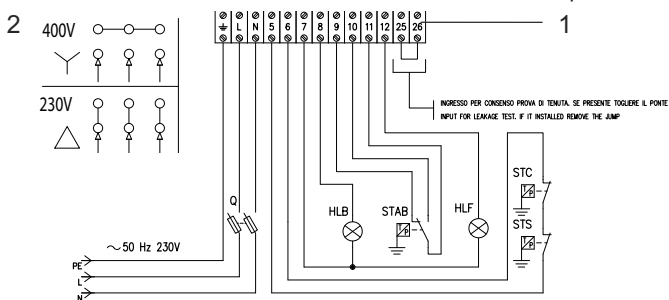 2
400V
230V
L N 5 6 7 8 9 10 11 12 25 26
1
INGRESSO PER CONSENSO PROVA DI TENUTA. SE PRESENTE TOGLIERE IL PONTE
INPUT FOR LEAKAGE TEST. IF IT INSTALLED REMOVE THE JUMP
Q
HLB
STAB
T/P
HLF
STC
T/P
STS
T/P
~50 Hz 230V
PE
L
N